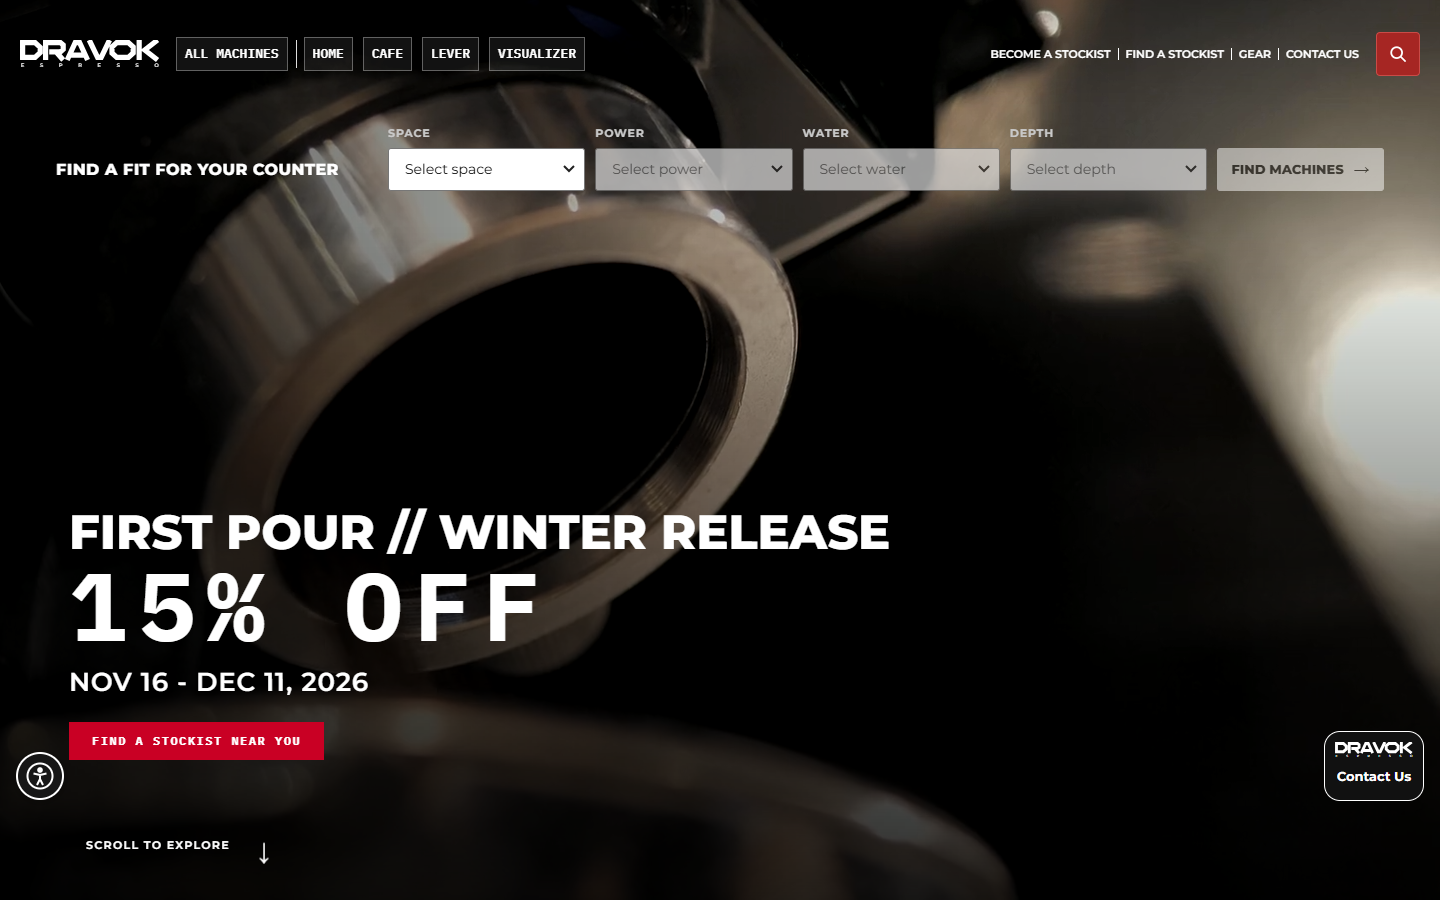 DRAVOK
ESPRESSO
ALL MACHINES
HOME
CAFE
LEVER
VISUALIZER
BECOME A STOCKIST
FIND A STOCKIST
GEAR
CONTACT US
FIND A FIT FOR YOUR COUNTER
SPACE
Select space
POWER
Select power
WATER
Select water
DEPTH
Select depth
FIND MACHINES →
FIRST POUR // WINTER RELEASE
15% OFF
NOV 16 - DEC 11, 2026
FIND A STOCKIST NEAR YOU
DRAVOK
Contact Us
SCROLL TO EXPLORE ↓